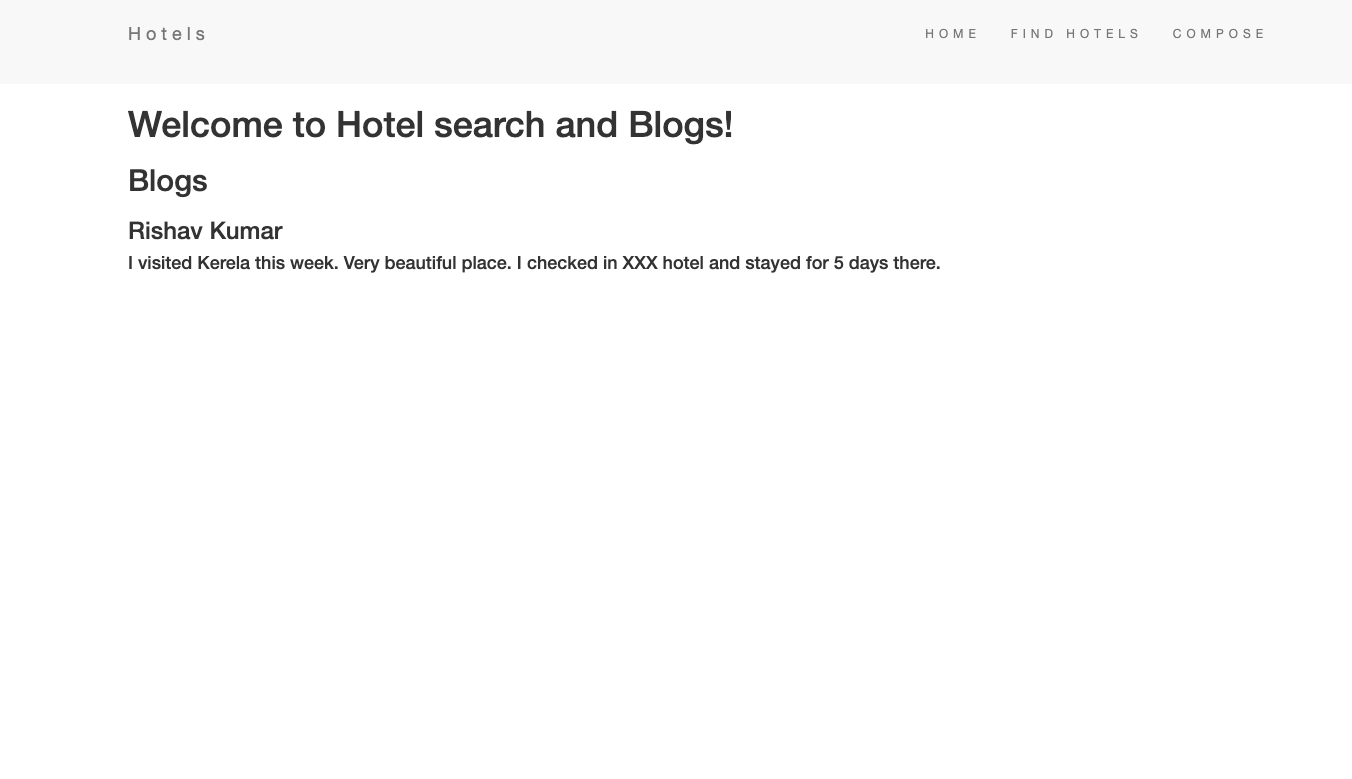 Hotels
HOME FIND HOTELS COMPOSE
Welcome to Hotel search and Blogs!
Blogs
Rishav Kumar
I visited Kerela this week. Very beautiful place. I checked in XXX hotel and stayed for 5 days there.